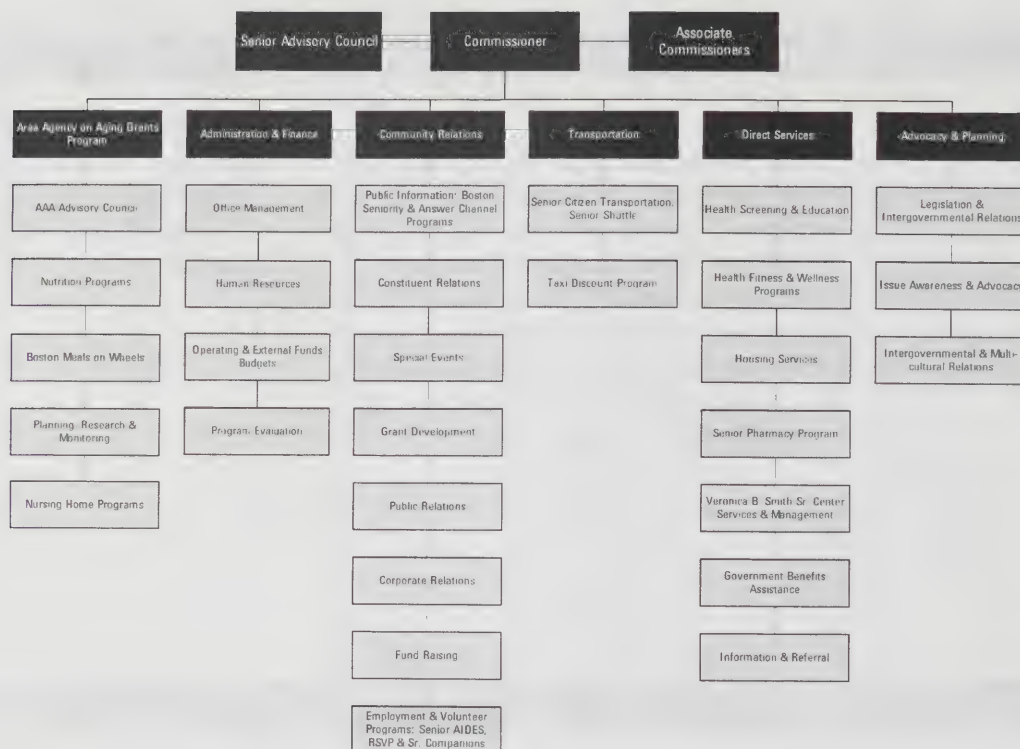 Senior Advisory Council
Commissioner
Associate
Commissioners
Area Agency on Aging Grants
Program
Administration & Finance
Community Relations
Transportation
Direct Services
Advocacy & Planning
AAA Advisory Council
Nutrition Programs
Boston Meals on Wheels
Planning, Research &
Monitoring
Nursing Home Programs
Office Management
Human Resources
Operating & External Funds
Budgets
Program Evaluation
Public Information: Boston
Seniority & Answer Channel
Programs
Constituent Relations
Special Events
Grant Development
Public Relations
Corporate Relations
Fund Raising
Employment & Volunteer
Programs: Senior AIDES,
RSVP & Sr. Companions
Senior Citizen Transportation,
Senior Shuttle
Taxi Discount Program
Health Screening & Education
Health Fitness & Wellness
Programs
Housing Services
Senior Pharmacy Program
Veronica B. Smith Sr. Center
Services & Management
Government Benefits
Assistance
Information & Referral
Legislation &
Intergovernmental Relations
Issue Awareness & Advocacy
Intergovernmental & Multi-
cultural Relations